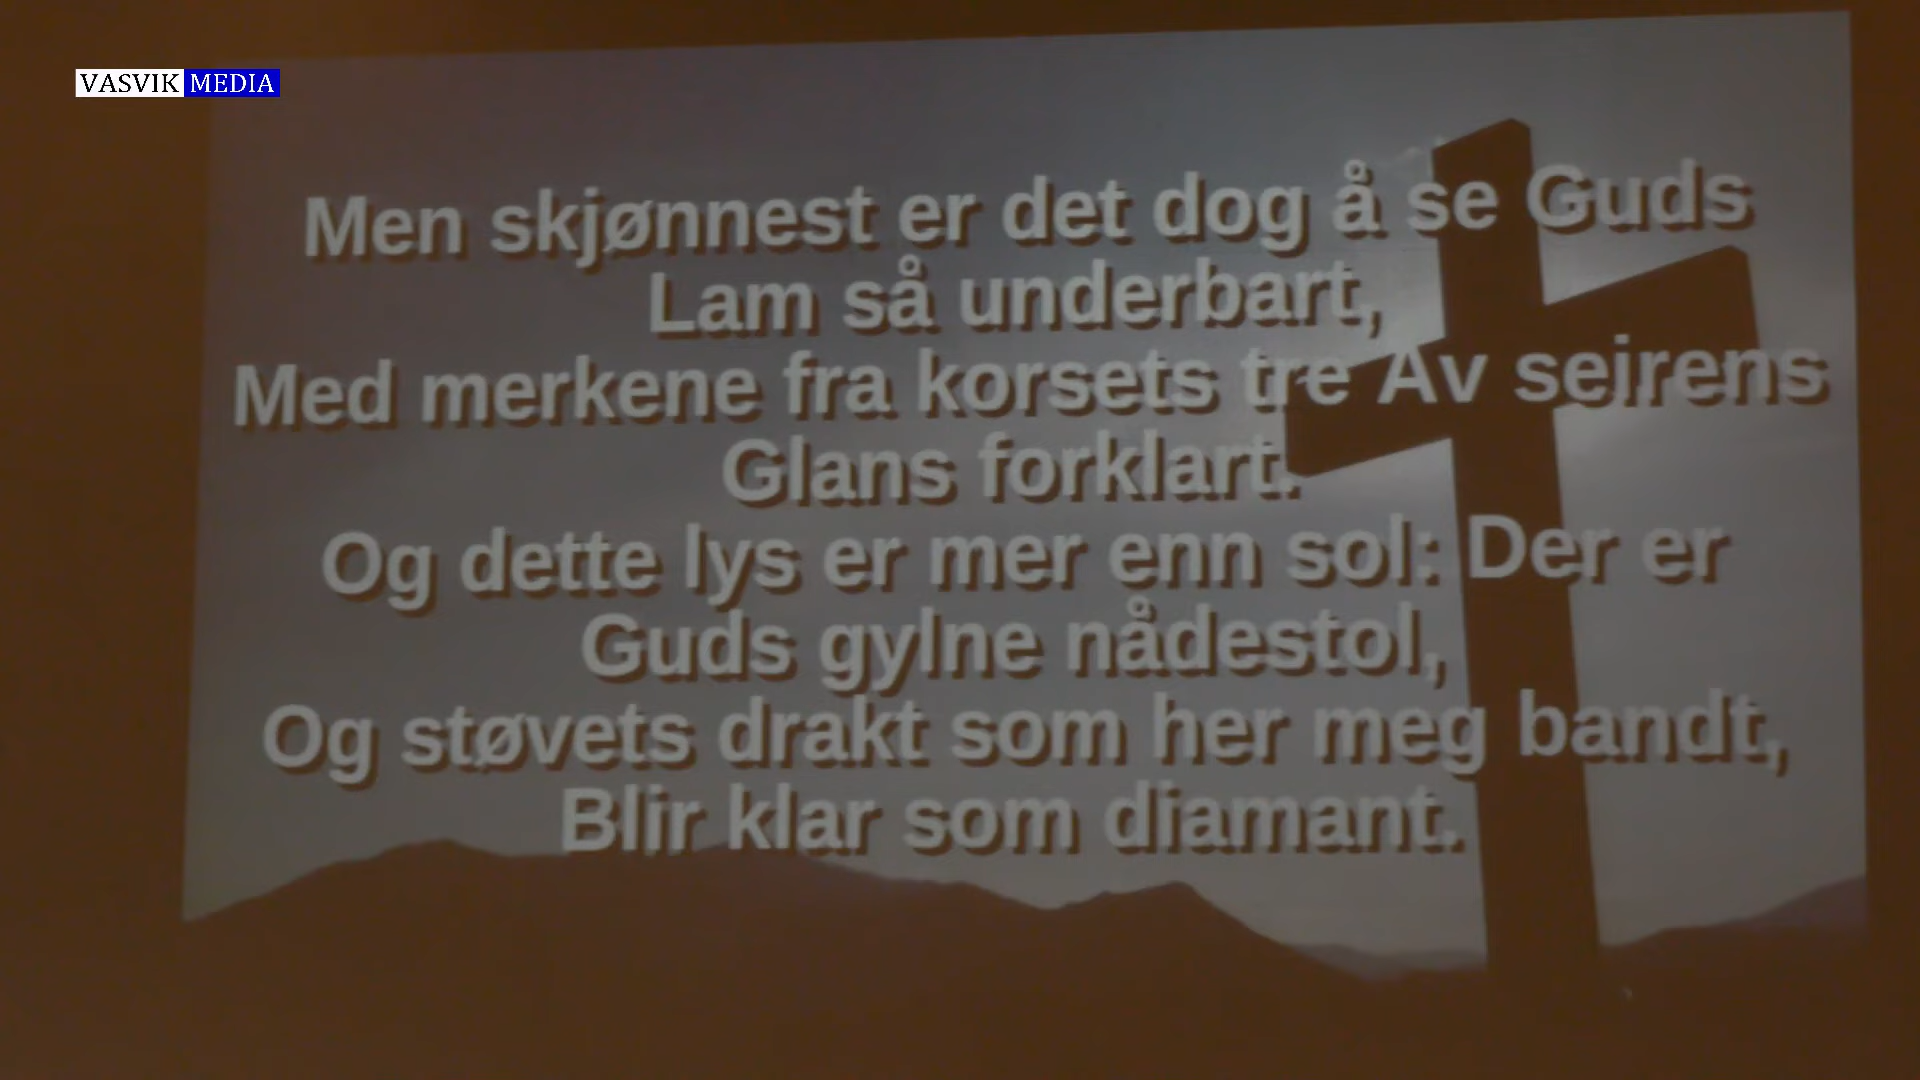 VASVIK MEDIA
Men skjønnest er det dog å se Guds
Lam så underbart,
Med merkene fra korsets tre Av seirens
Glans forklart.
Og dette lys er mer enn sol: Der er
Guds gylne nådestol,
Og støvets drakt som her meg bandt,
Blir klar som diamant.